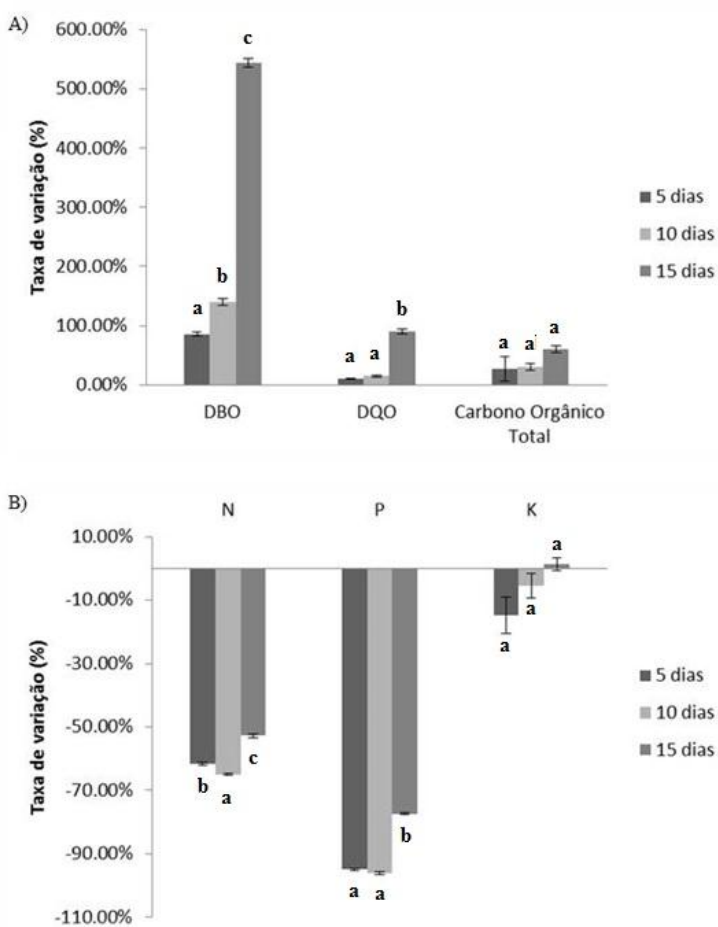 A)
Taxa de variação (%)
600.00%
500.00%
400.00%
300.00%
200.00%
100.00%
0.00%
a b c
a a b
a a a
DBO DQO Carbono Orgânico
Total
5 dias
10 dias
15 dias
B)
N P K
Taxa de variação (%)
10.00%
-10.00%
-30.00%
-50.00%
-70.00%
-90.00%
-110.00%
b a c
a a b
a a a
5 dias
10 dias
15 dias